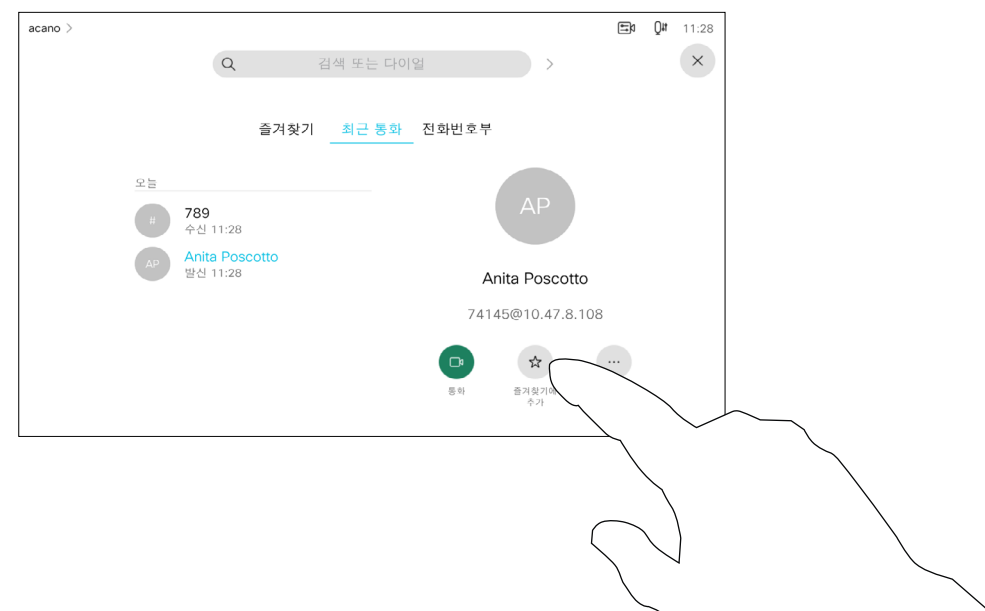 acano >
11:28
검색 또는 다이얼
즐겨찾기 최근 통화 전화번호부
오늘
#
789
수신 11:28
AP
Anita Poscotto
발신 11:28
AP
Anita Poscotto
74145@10.47.8.108
통화
즐겨찾기에
추가